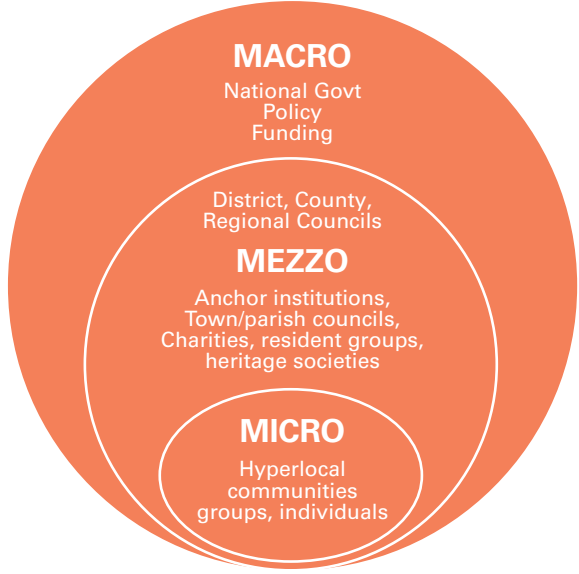 MACRO
National Govt
Policy
Funding
District, County,
Regional Councils
MEZZO
Anchor institutions,
Town/parish councils,
Charities, resident groups,
heritage societies
MICRO
Hyperlocal
communities
groups, individuals